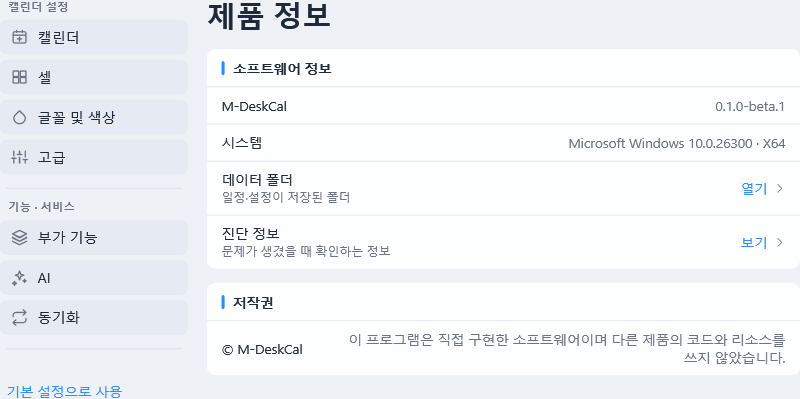 캘린더 설정
캘린더
셀
글꼴 및 색상
고급
기능 · 서비스
부가 기능
AI
동기화
기본 설정으로 사용
제품 정보
소프트웨어 정보
M-DeskCal
0.1.0-beta.1
시스템
Microsoft Windows 10.0.26300 · X64
데이터 폴더
일정·설정이 저장된 폴더
열기
진단 정보
문제가 생겼을 때 확인하는 정보
보기
저작권
© M-DeskCal
이 프로그램은 직접 구현한 소프트웨어이며 다른 제품의 코드와 리소스를
쓰지 않았습니다.